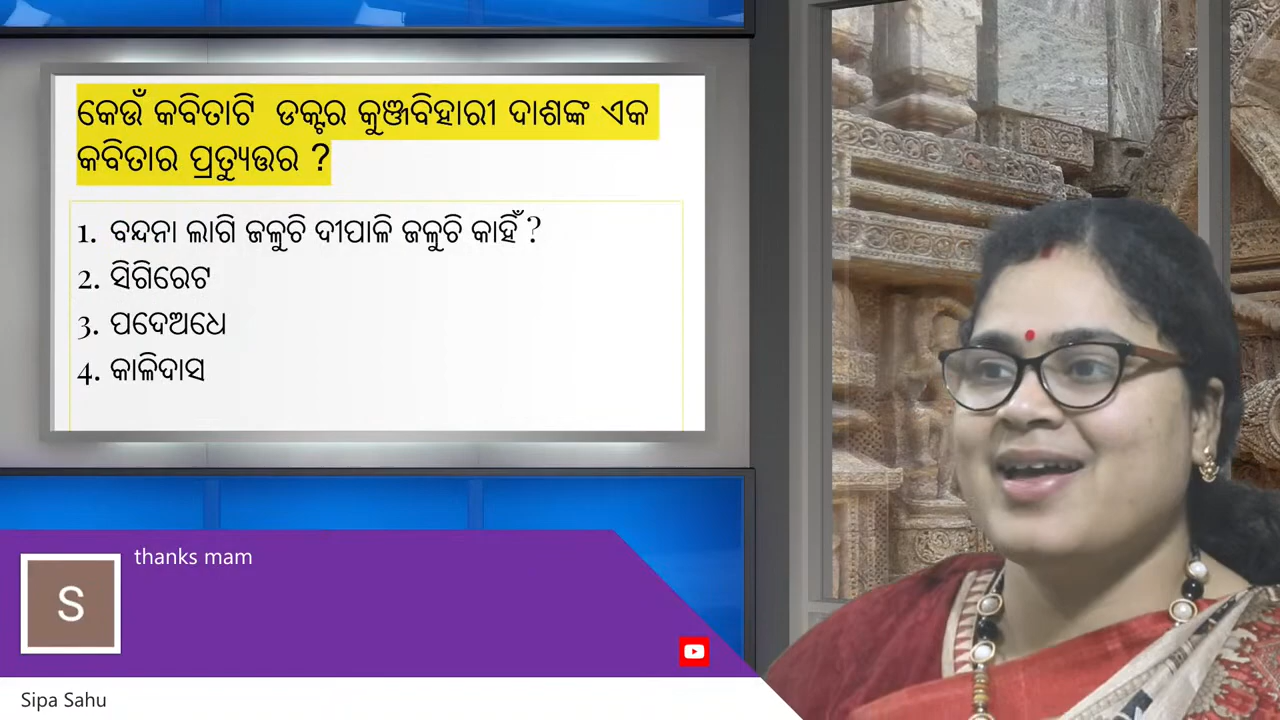 କେଉଁ କବିତାଟି ଡକ୍ଟର କୁଞ୍ଜବିହାରୀ ଦାଶଙ୍କ ଏକ
କବିତାର ପ୍ରତ୍ୟୁତ୍ତର ?
1. ବନ୍ଦନା ଲାଗି ଜଳୁଚି ଦୀପାଳି ଜଳୁଚି କାହିଁ ?
2. ସିଗିରେଟ
3. ପଦେଅଧେ
4. କାଳିଦାସ
thanks mam
S
Sipa Sahu